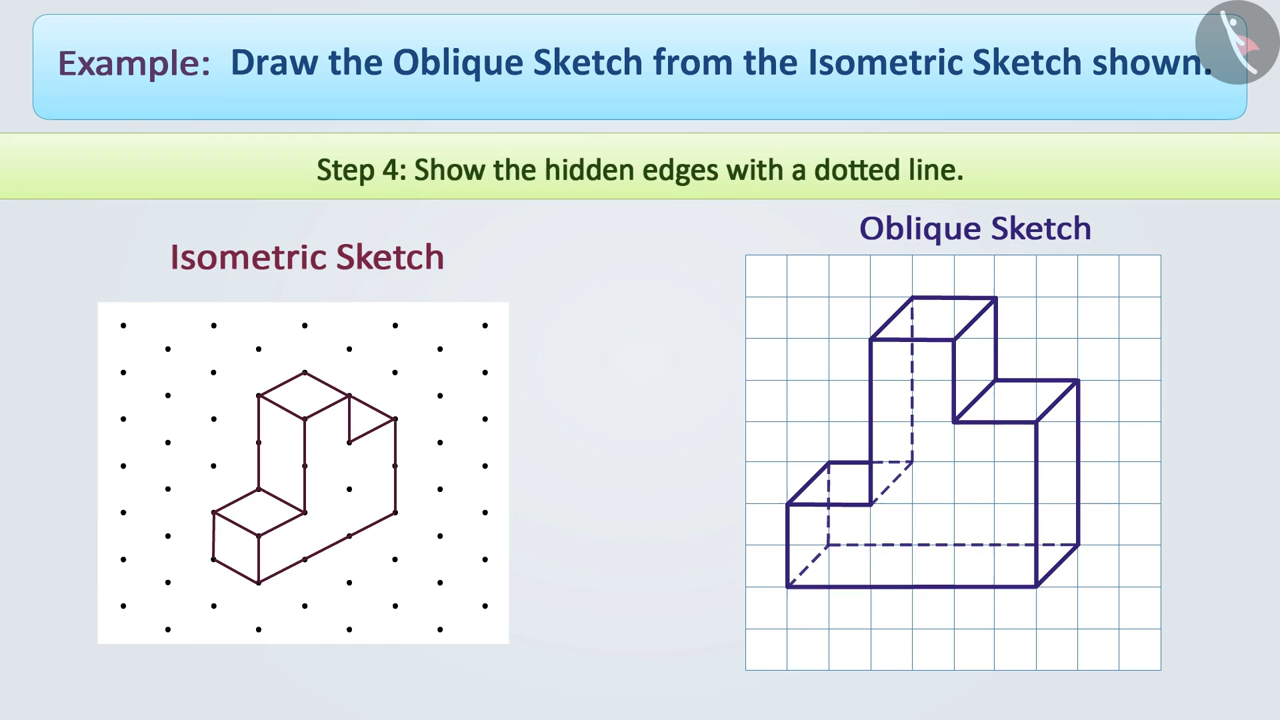 Example: Draw the Oblique Sketch from the Isometric Sketch shown.
Step 4: Show the hidden edges with a dotted line.
Oblique Sketch
Isometric Sketch